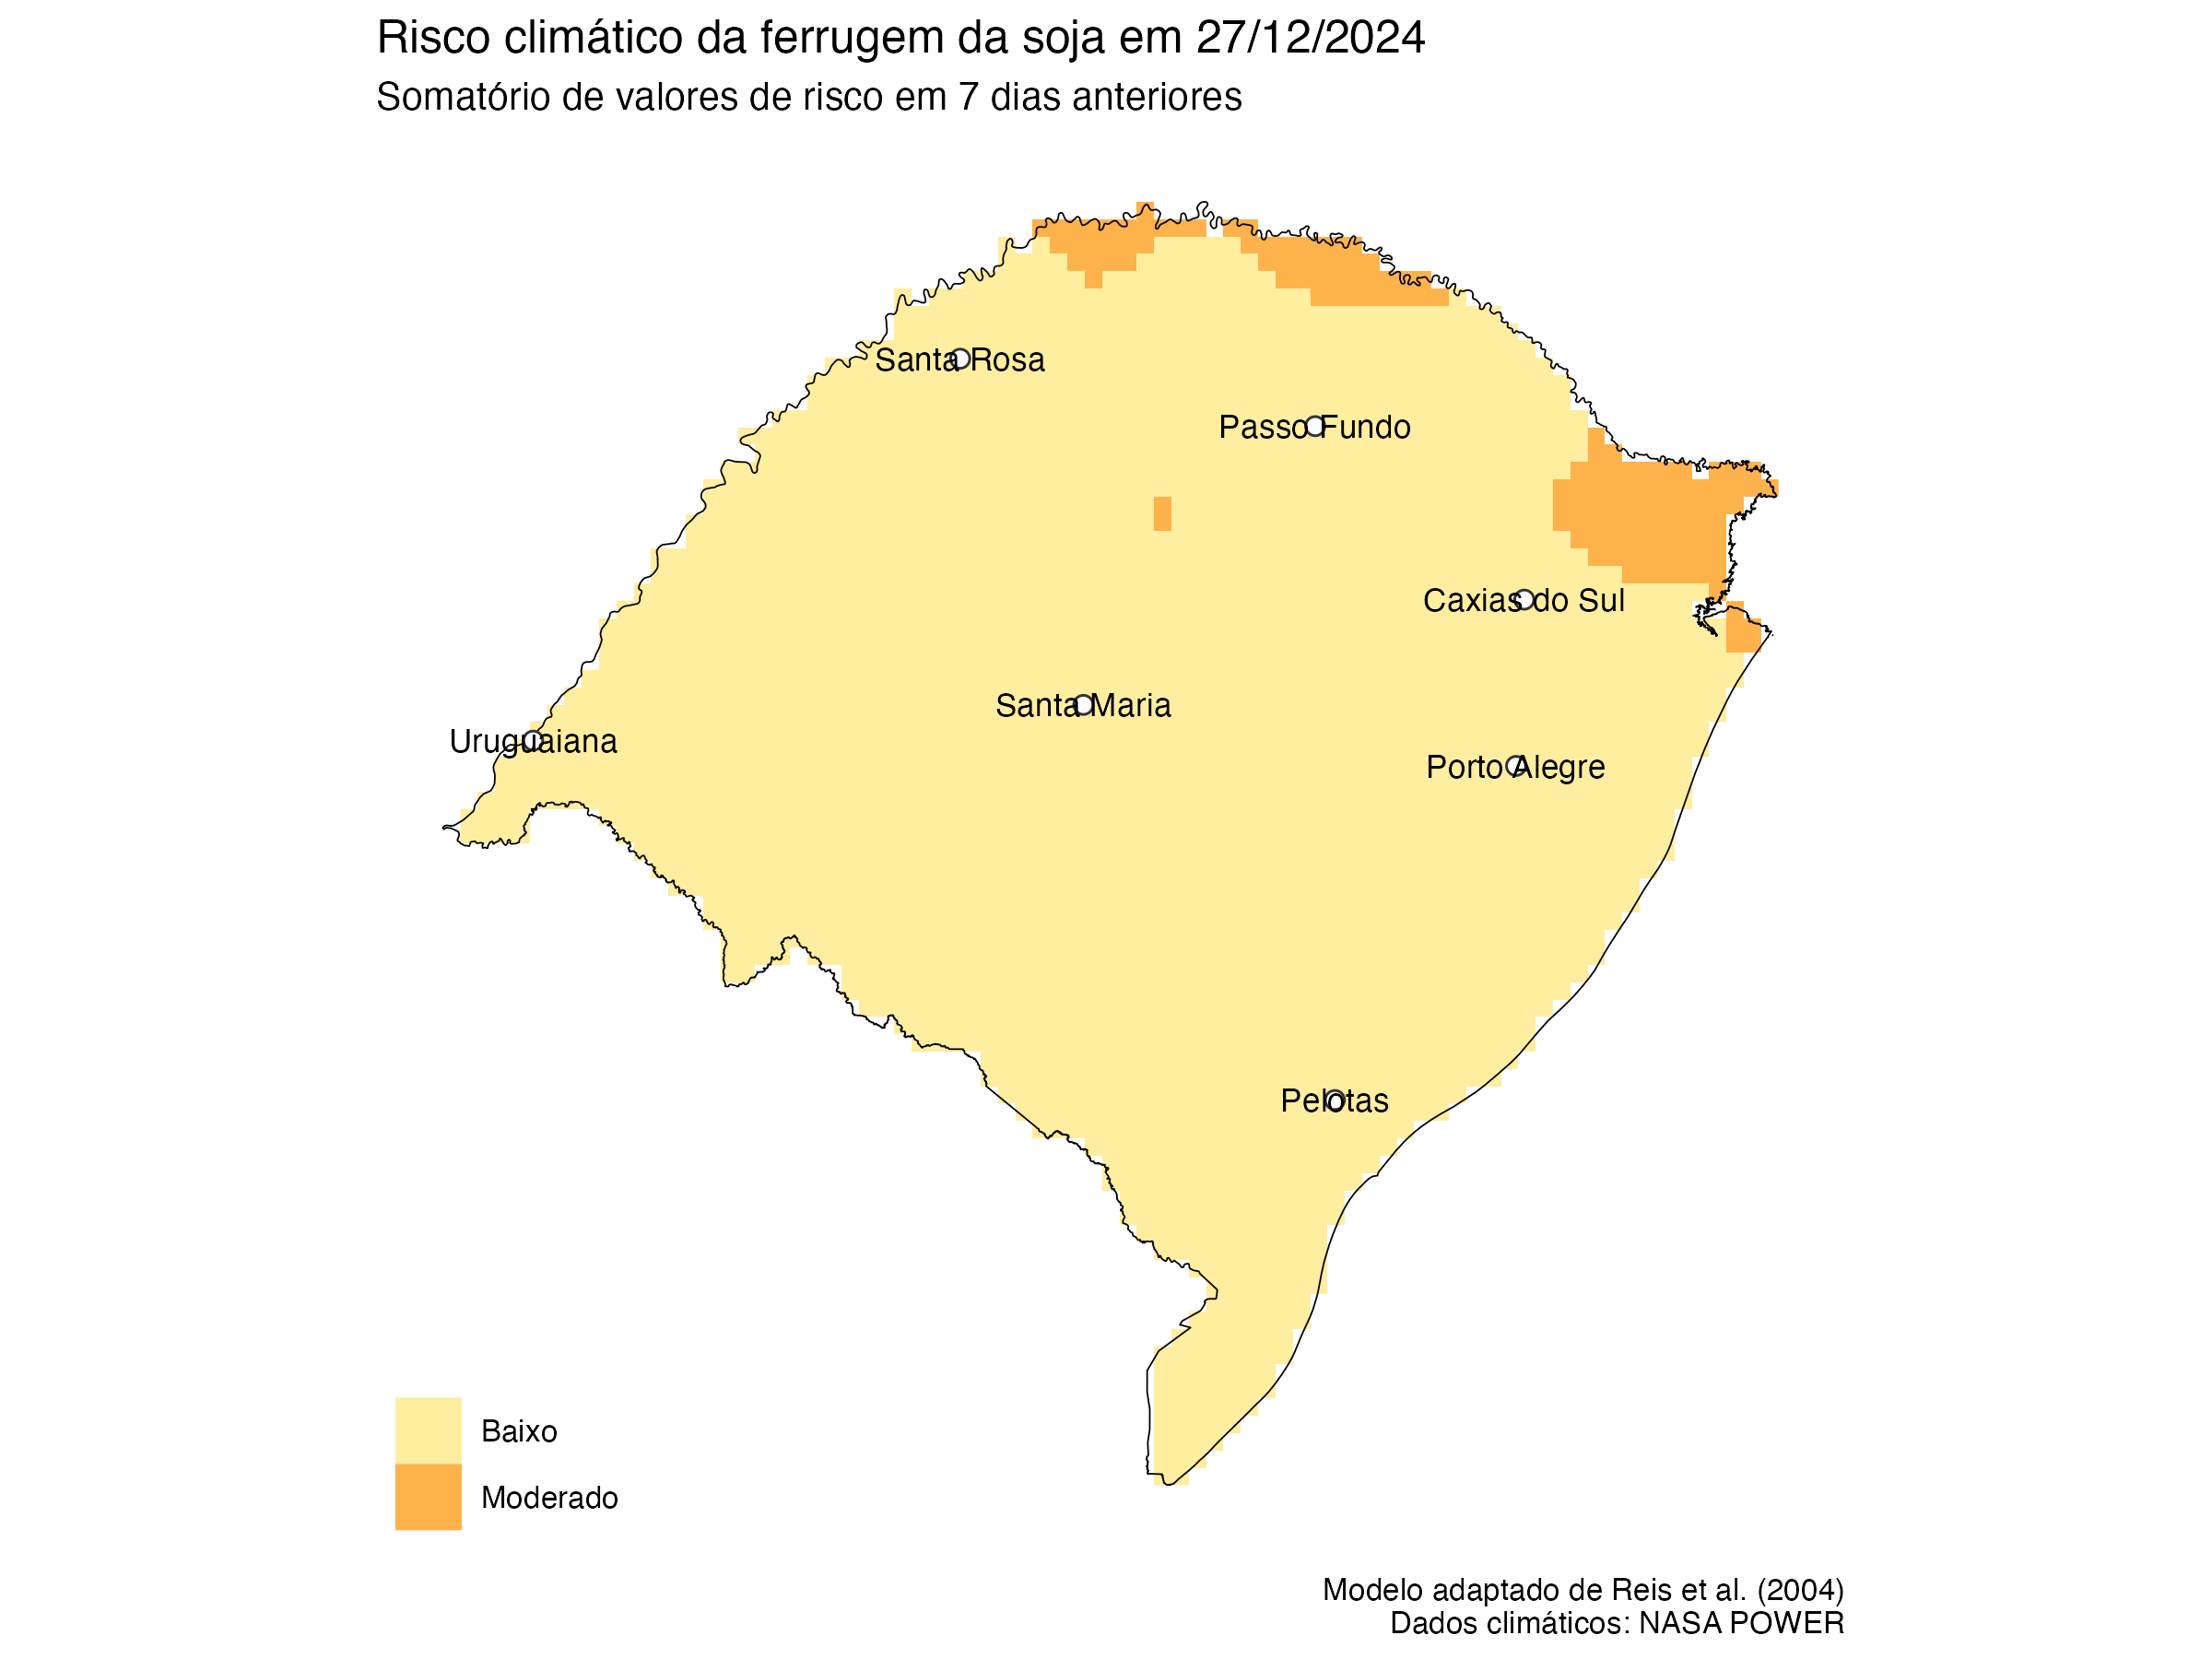 Risco climático da ferrugem da soja em 27/12/2024
Somatório de valores de risco em 7 dias anteriores
Santa Rosa
Passo Fundo
Caxias do Sul
Santa Maria
Uruguaiana
Porto Alegre
Pelotas
Baixo
Moderado
Modelo adaptado de Reis et al. (2004)
Dados climáticos: NASA POWER